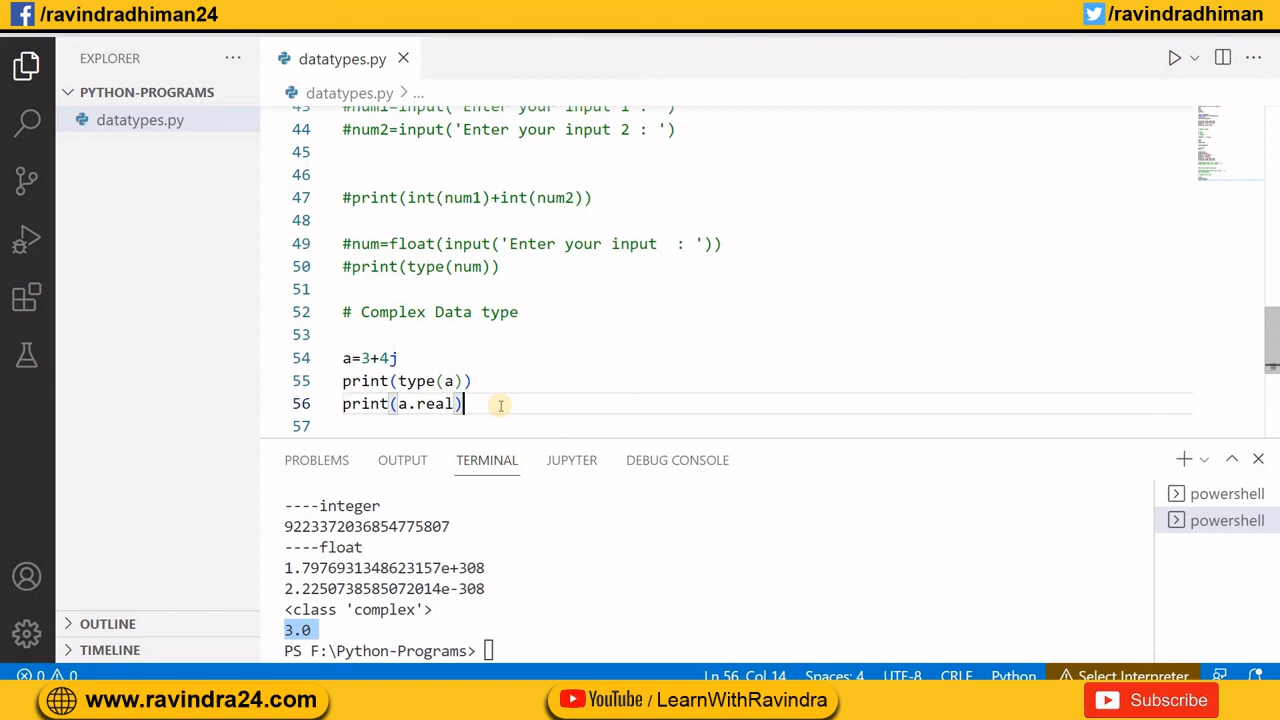 /ravindradhiman24
/ravindradhiman
EXPLORER
PYTHON-PROGRAMS
datatypes.py
OUTLINE
TIMELINE
datatypes.py
datatypes.py > ...
43 #num1=input('Enter your input 1 : ')
44 #num2=input('Enter your input 2 : ')
45
46
47 #print(int(num1)+int(num2))
48
49 #num=float(input('Enter your input  : '))
50 #print(type(num))
51
52 # Complex Data type
53
54 a=3+4j
55 print(type(a))
56 print(a.real)
57
PROBLEMS OUTPUT TERMINAL JUPYTER DEBUG CONSOLE
----integer
9223372036854775807
----float
1.7976931348623157e+308
2.2250738585072014e-308
<class 'complex'>
3.0
PS F:\Python-Programs>
powershell
powershell
0 0 Ln 56, Col 14 Spaces: 4 UTF-8 CRLF Python Select Interpreter
www.ravindra24.com
YouTube / LearnWithRavindra
Subscribe